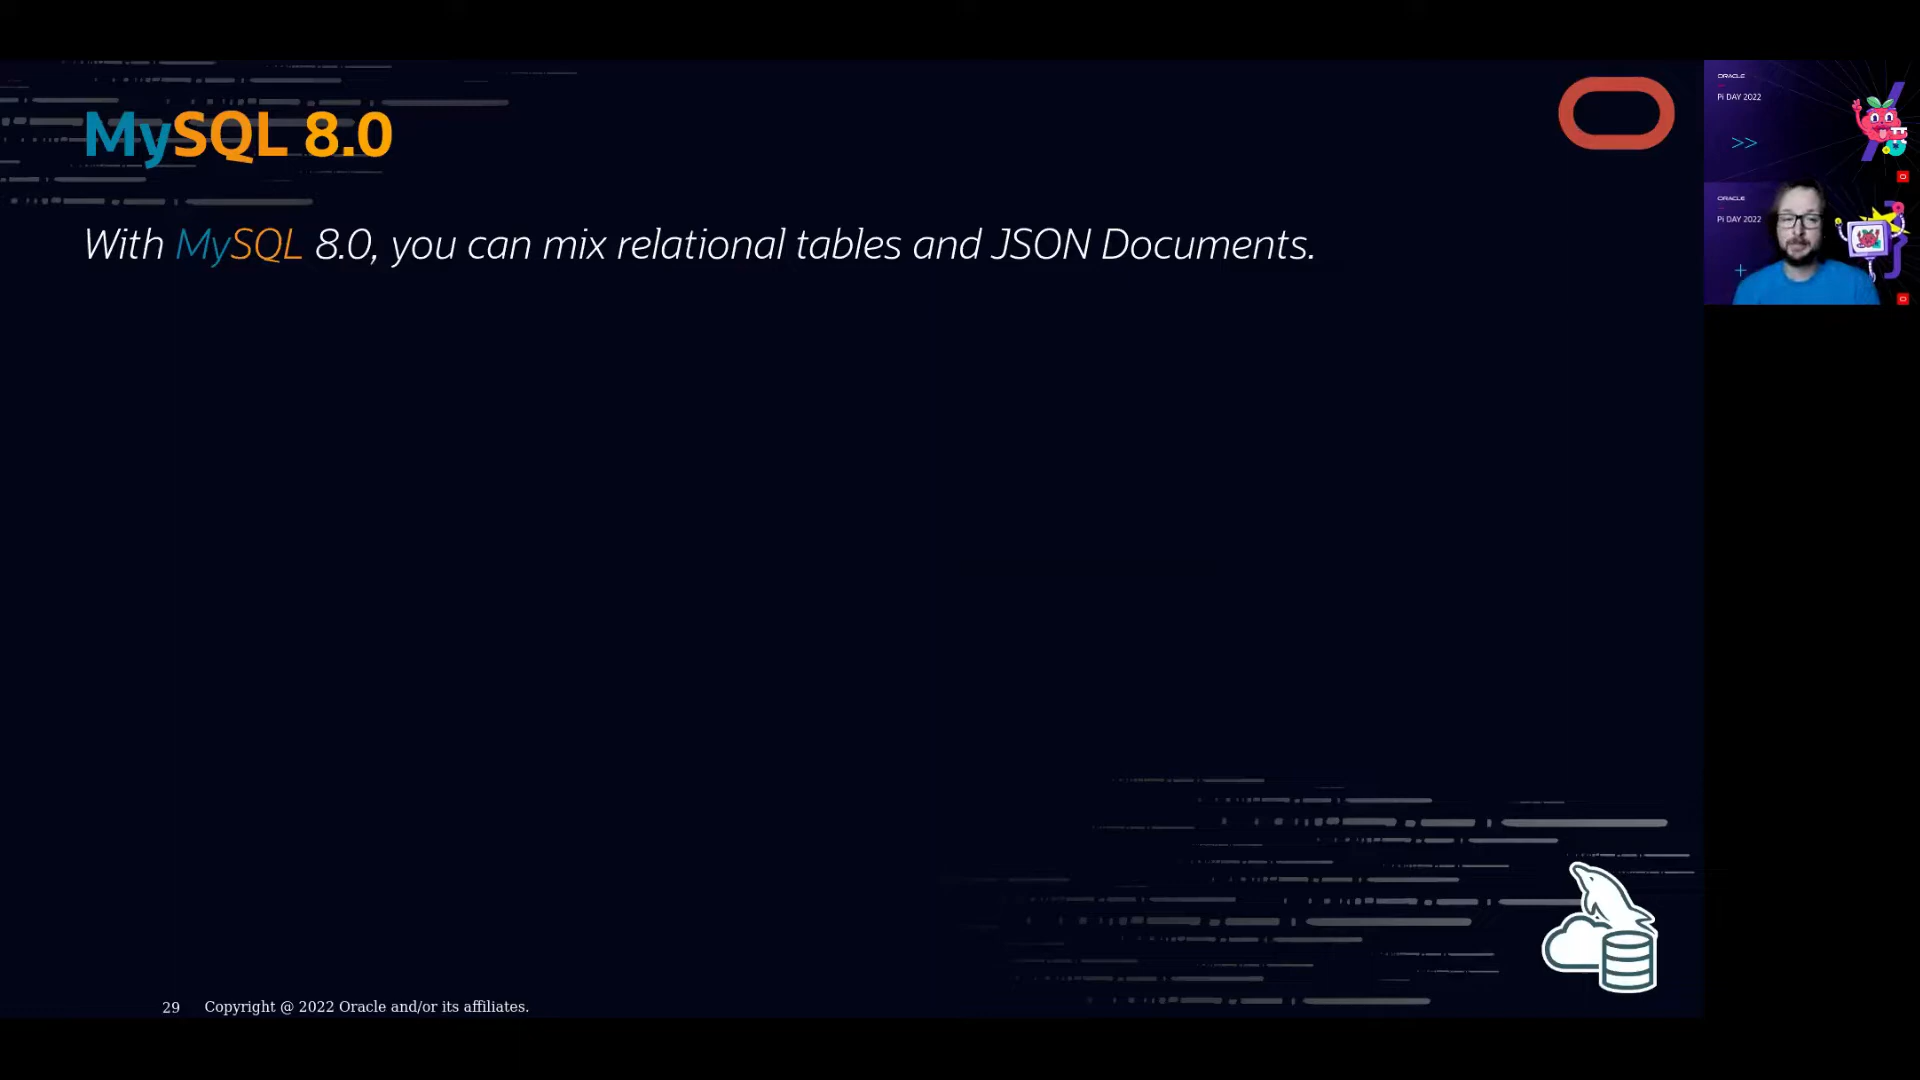 MySQL 8.0
With MySQL 8.0, you can mix relational tables and JSON Documents.
29 Copyright @ 2022 Oracle and/or its affiliates.
ORACLE
Pi DAY 2022
>>
ORACLE
Pi DAY 2022
+